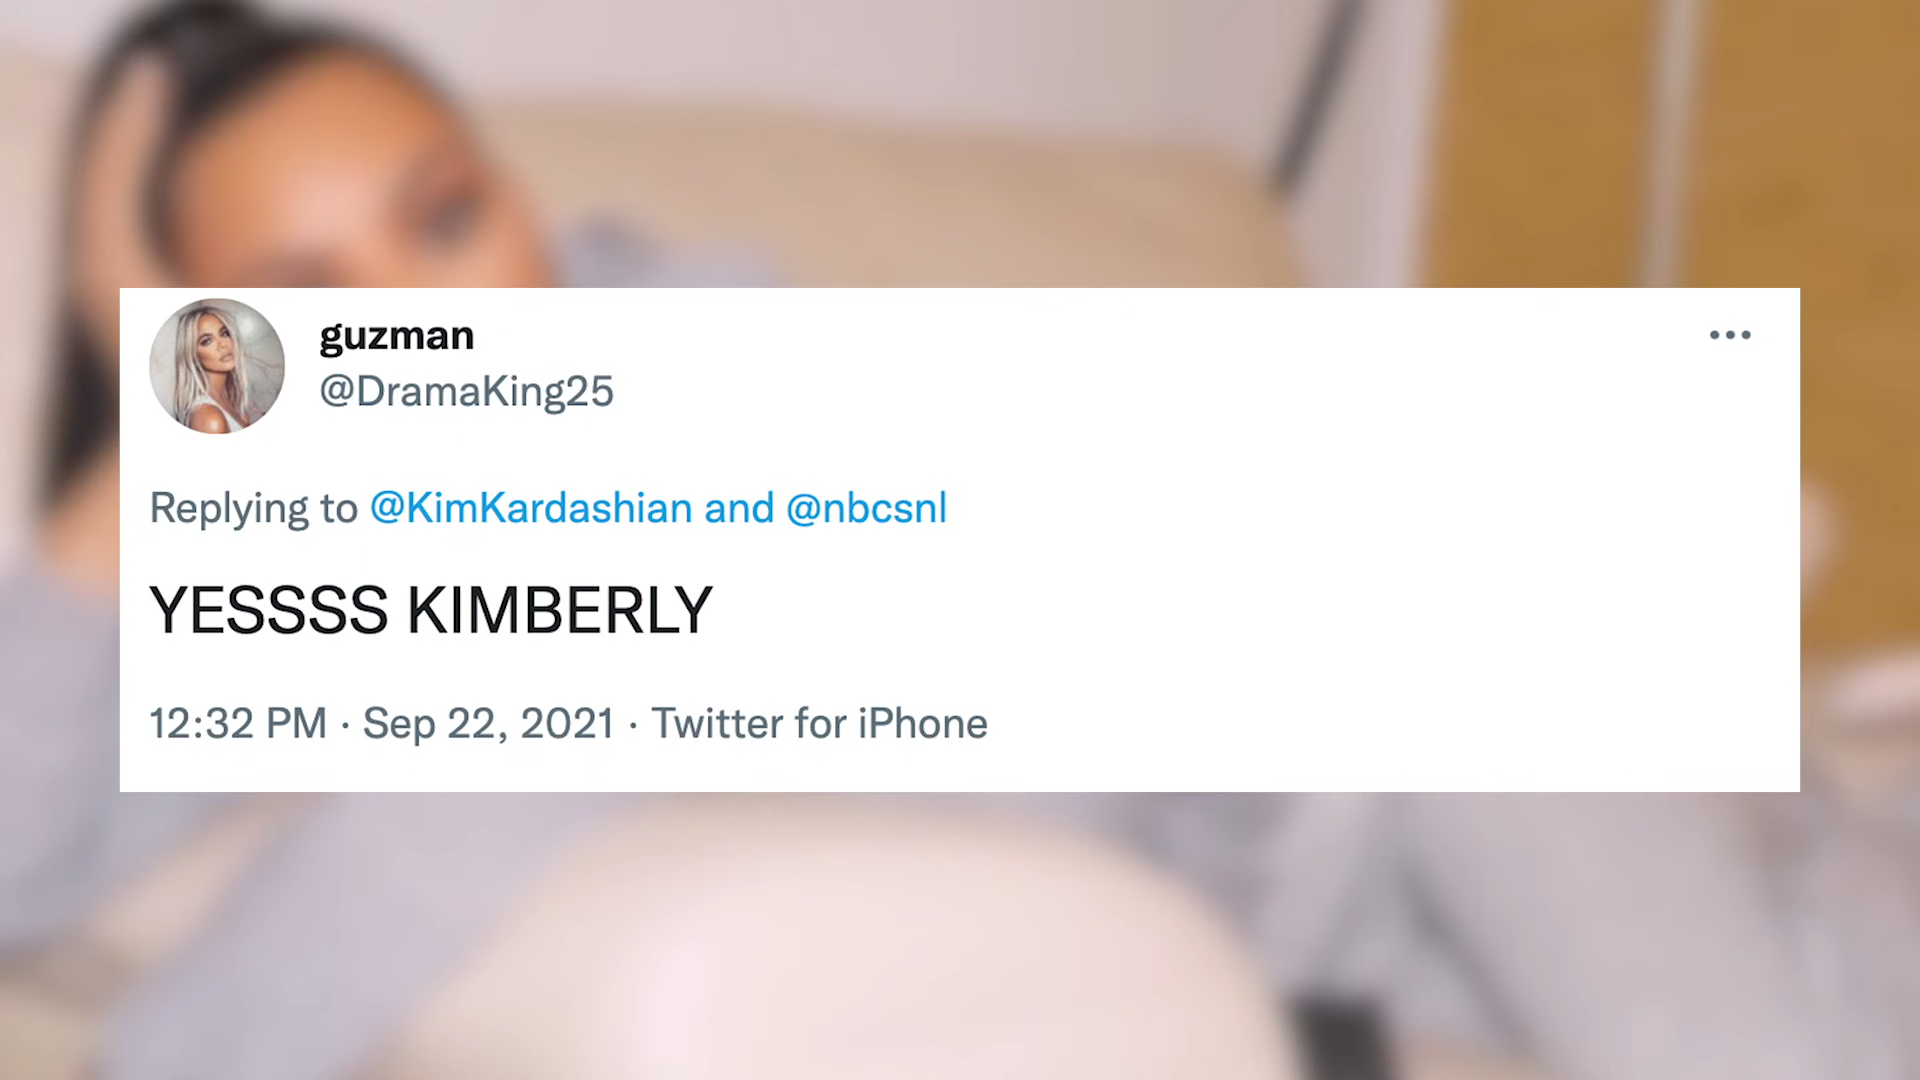 guzman
@DramaKing25
Replying to @KimKardashian and @nbcsnl
YESSSS KIMBERLY
12:32 PM · Sep 22, 2021 · Twitter for iPhone